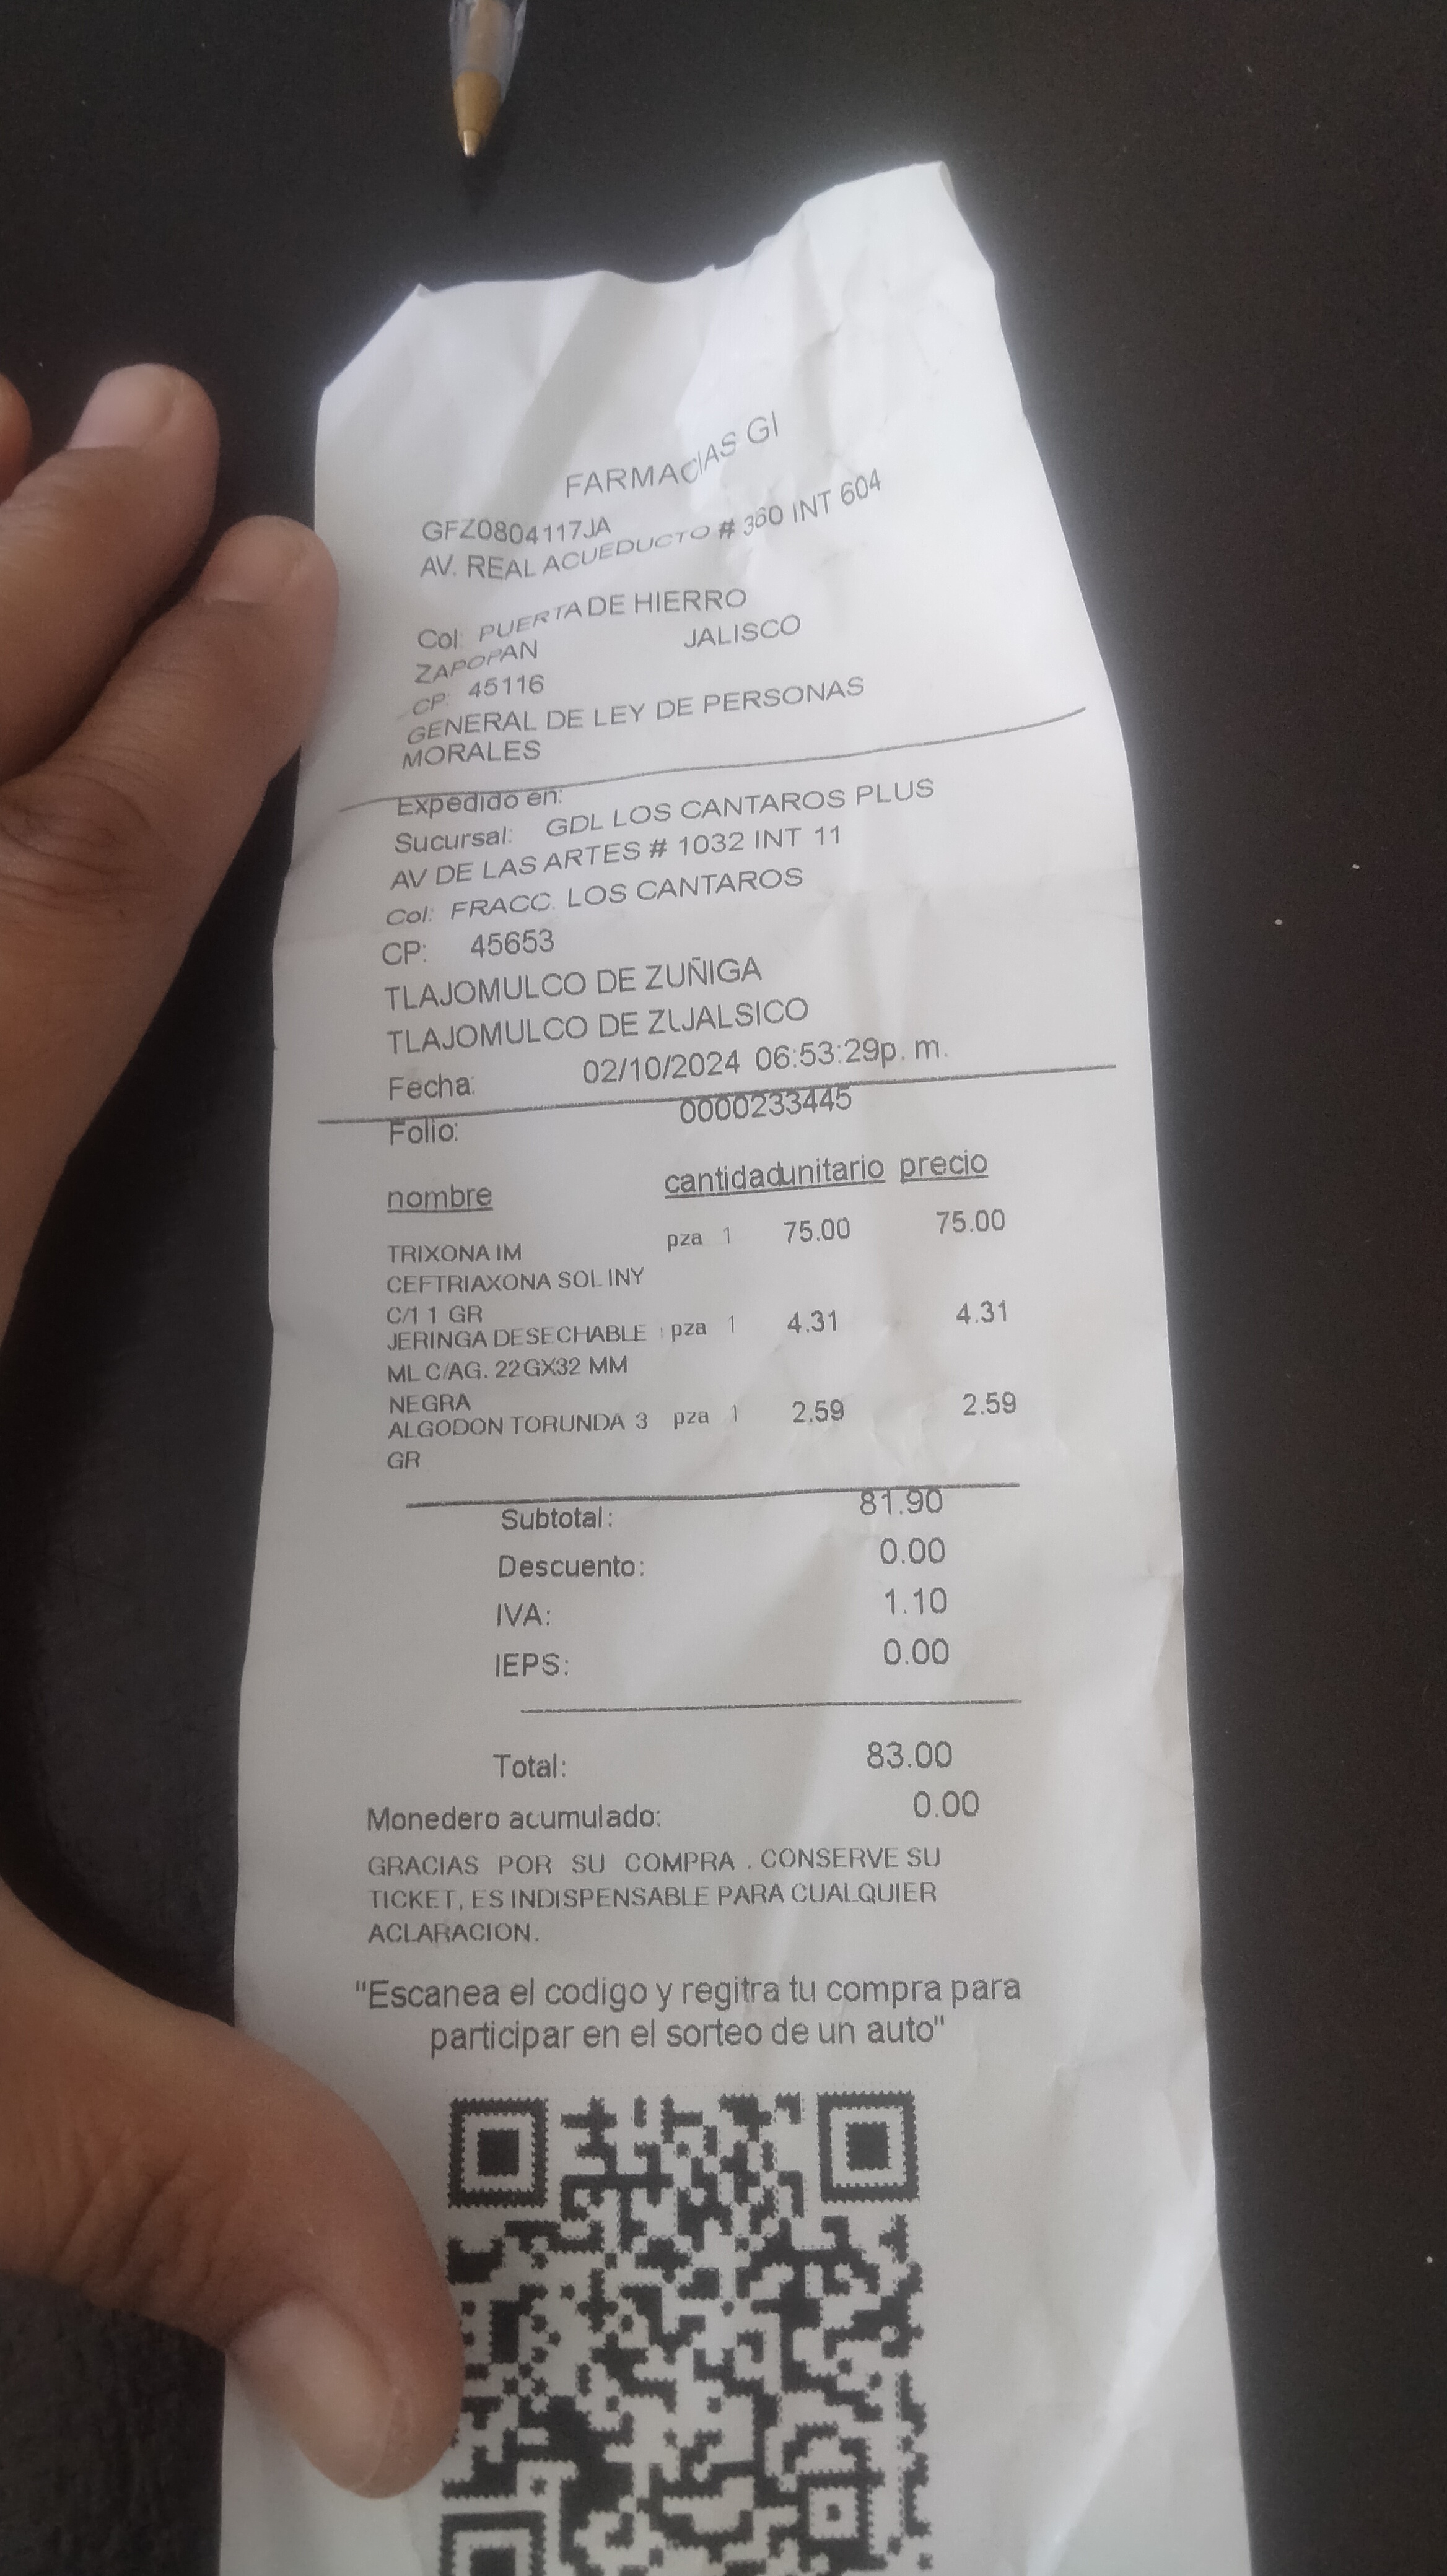 FARMACIAS GI
GFZ0804117JA
AV. REAL ACUEDUCTO # 360 INT 604
Col: PUERTA DE HIERRO
ZAPOPAN JALISCO
CP: 45116
GENERAL DE LEY DE PERSONAS
MORALES
Expedido en:
Sucursal: GDL LOS CANTAROS PLUS
AV DE LAS ARTES # 1032 INT 11
Col: FRACC. LOS CANTAROS
CP: 45653
TLAJOMULCO DE ZUÑIGA
TLAJOMULCO DE ZUJALSICO
Fecha: 02/10/2024 06:53:29p. m.
Folio: 0000233445
nombre cantidadunitario precio
TRIXONA IM pza 1 75.00 75.00
CEFTRIAXONA SOL INY
C/1 1 GR
JERINGA DESECHABLE pza 1 4.31 4.31
ML C/AG. 22GX32 MM
NEGRA
ALGODON TORUNDA 3 pza 1 2.59 2.59
GR
Subtotal: 81.90
Descuento: 0.00
IVA: 1.10
IEPS: 0.00
Total: 83.00
Monedero acumulado: 0.00
GRACIAS POR SU COMPRA . CONSERVE SU
TICKET, ES INDISPENSABLE PARA CUALQUIER
ACLARACION.
"Escanea el codigo y regitra tu compra para
participar en el sorteo de un auto"